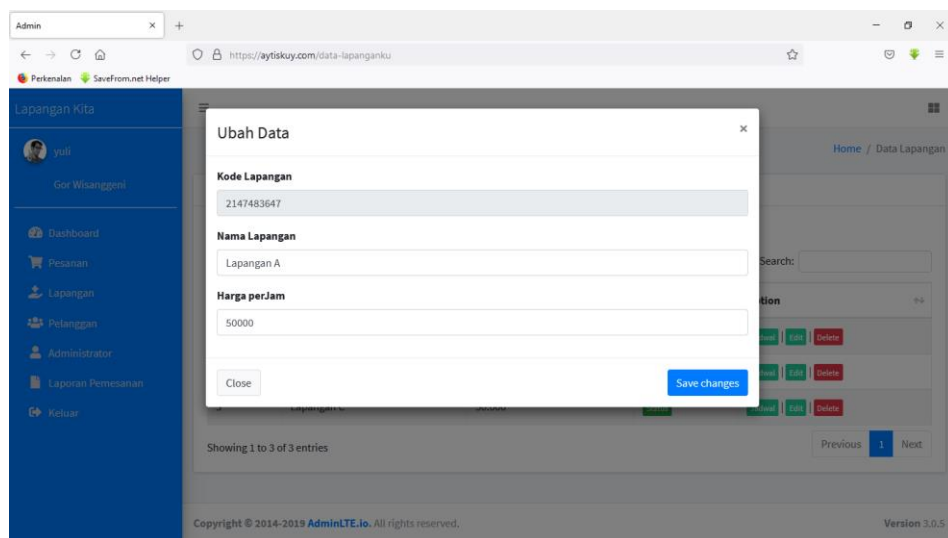 Admin
https://aytiskuy.com/data-lapanganku
Perkenalan SaveFrom.net Helper
Lapangan Kita
Ubah Data
yuli
Home / Data Lapangan
Gor Wisanggeni
Kode Lapangan
2147483647
Dashboard
Nama Lapangan
Pesanan
Lapangan A
Search:
Lapangan
Harga perJam
Pelanggan
50000
Administrator
Edit | Delete
Laporan Pemesanan
Close
Save changes
Edit | Delete
Keluar
Lapangan C
50.000
Edit | Delete
Showing 1 to 3 of 3 entries
Previous 1 Next
Copyright © 2014-2019 AdminLTE.io. All rights reserved.
Version 3.0.5